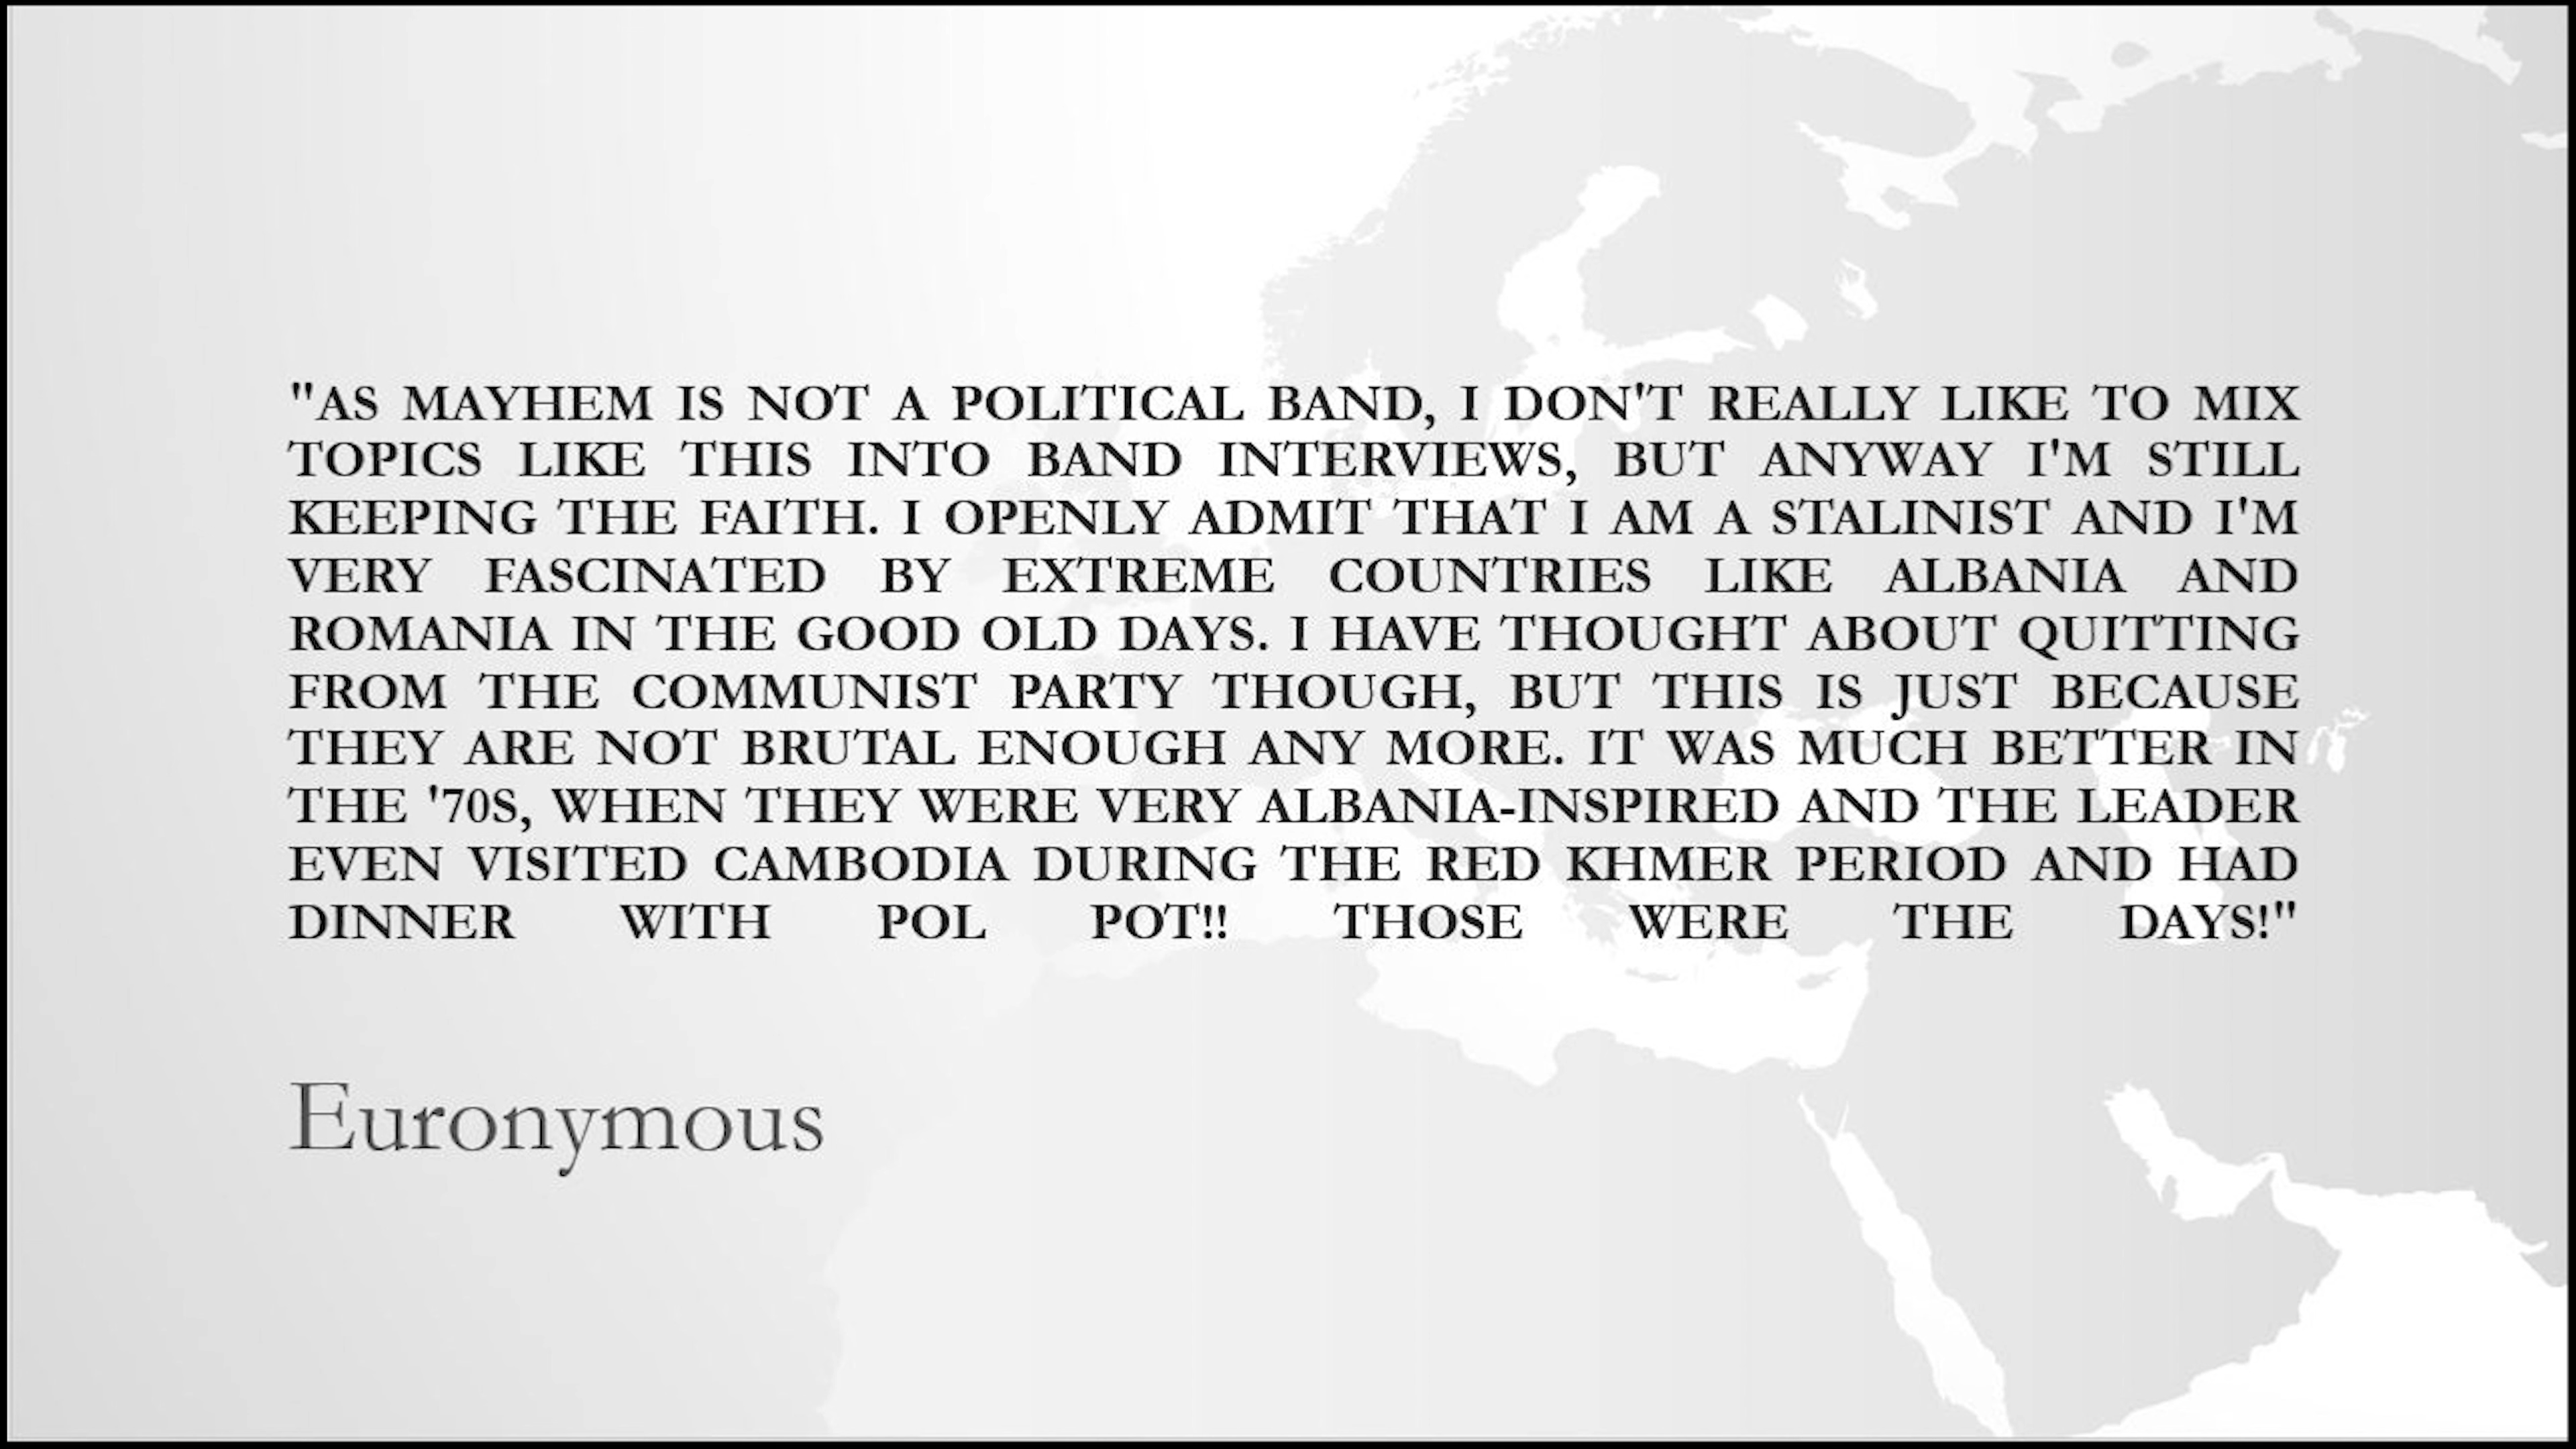 "AS MAYHEM IS NOT A POLITICAL BAND, I DON'T REALLY LIKE TO MIX
TOPICS LIKE THIS INTO BAND INTERVIEWS, BUT ANYWAY I'M STILL
KEEPING THE FAITH. I OPENLY ADMIT THAT I AM A STALINIST AND I'M
VERY FASCINATED BY EXTREME COUNTRIES LIKE ALBANIA AND
ROMANIA IN THE GOOD OLD DAYS. I HAVE THOUGHT ABOUT QUITTING
FROM THE COMMUNIST PARTY THOUGH, BUT THIS IS JUST BECAUSE
THEY ARE NOT BRUTAL ENOUGH ANY MORE. IT WAS MUCH BETTER IN
THE '70S, WHEN THEY WERE VERY ALBANIA-INSPIRED AND THE LEADER
EVEN VISITED CAMBODIA DURING THE RED KHMER PERIOD AND HAD
DINNER WITH POL POT!! THOSE WERE THE DAYS!"
Euronymous